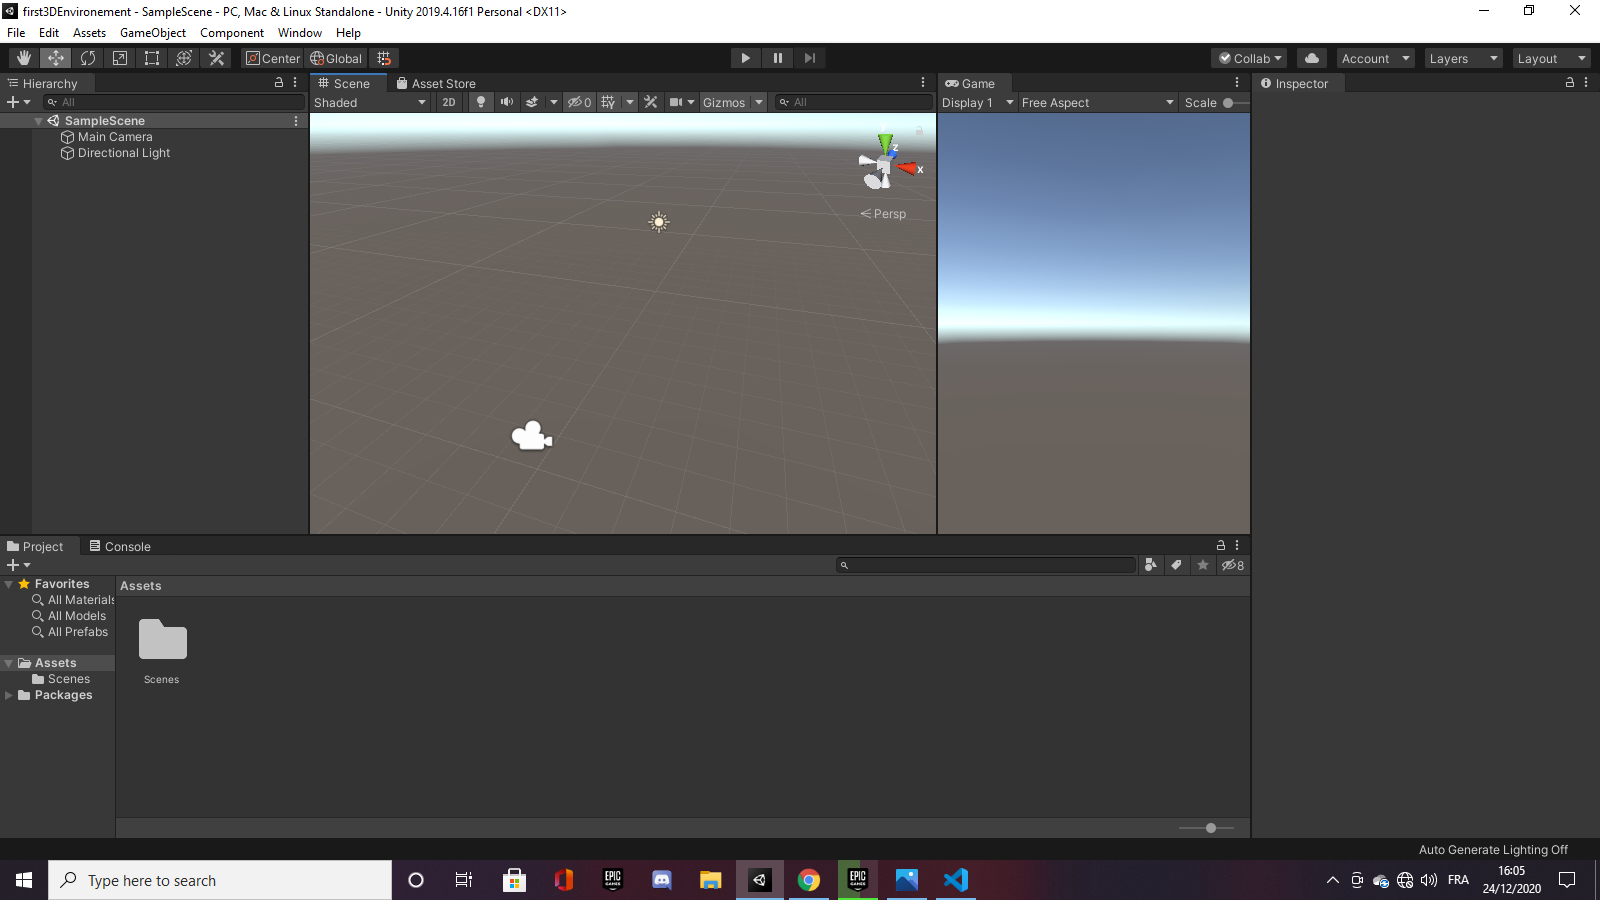 first3DEnvironement - SampleScene - PC, Mac & Linux Standalone - Unity 2019.4.16f1 Personal <DX11>
File Edit Assets GameObject Component Window Help
Center Global Collab Account Layers Layout
Hierarchy Scene Asset Store Game Inspector
All Shaded 2D 0 Gizmos All Display 1 Free Aspect Scale
SampleScene
Main Camera
Directional Light
z
x
Persp
Project Console
8
Favorites
All Materials
All Models
All Prefabs
Assets
Scenes
Packages
Assets
Scenes
Auto Generate Lighting Off
Type here to search
EPIC GAMES
EPIC GAMES
FRA
16:05
24/12/2020